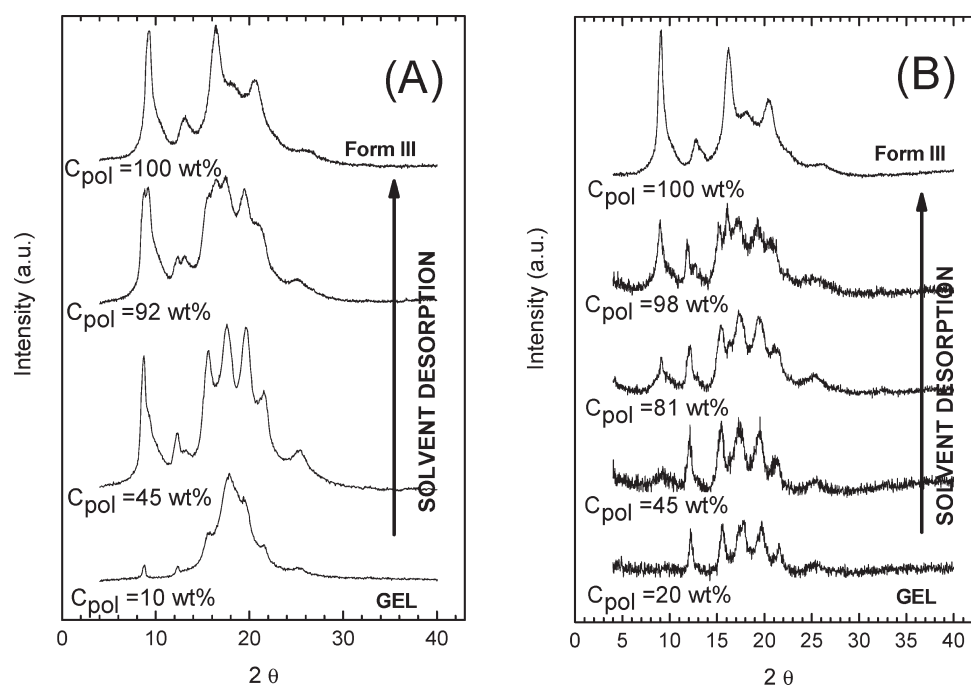 (A)
Form III
Cpol =100 wt%
Cpol =92 wt%
Cpol =45 wt%
Cpol =10 wt%
GEL
SOLVENT DESORPTION
Intensity (a.u.)
0 10 20 30 40
2 θ
(B)
Form III
Cpol =100 wt%
Cpol =98 wt%
Cpol =81 wt%
Cpol =45 wt%
Cpol =20 wt%
GEL
SOLVENT DESORPTION
Intensity (a.u.)
0 5 10 15 20 25 30 35 40
2 θ